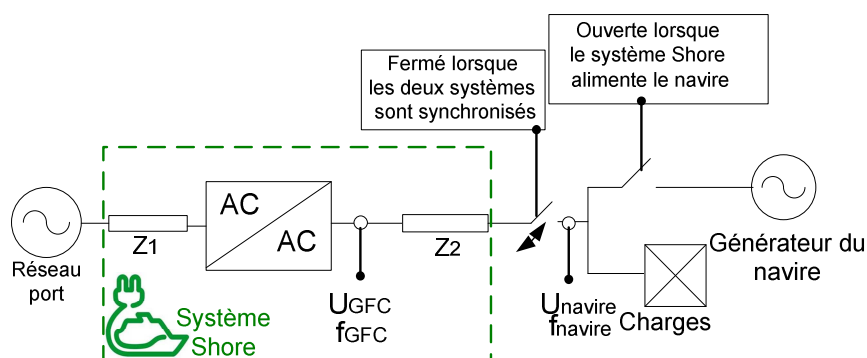 Fermé lorsque
les deux systèmes
sont synchronisés
Ouverte lorsque
le système Shore
alimente le navire
Réseau
port
Z1
AC
AC
UGFC
fGFC
Z2
Unavire
fnavire
Charges
Générateur du
navire
Système
Shore